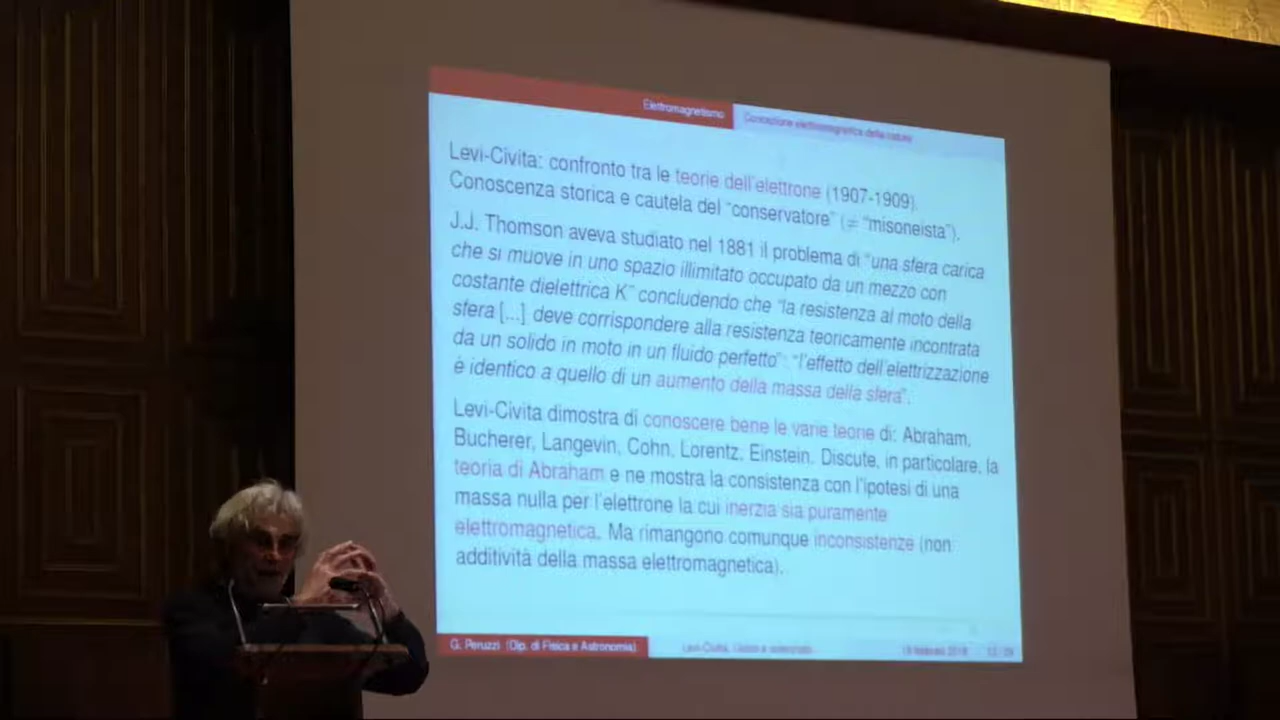 Elettromagnetismo
Concezione elettromagnetica della natura
Levi-Civita: confronto tra le teorie dell'elettrone (1907-1909).
Conoscenza storica e cautela del "conservatore" (= "misoneista").
J.J. Thomson aveva studiato nel 1881 il problema di "una sfera carica
che si muove in uno spazio illimitato occupato da un mezzo con
costante dielettrica K" concludendo che "la resistenza al moto della
sfera [...] deve corrispondere alla resistenza teoricamente incontrata
da un solido in moto in un fluido perfetto": "l'effetto dell'elettrizzazione
è identico a quello di un aumento della massa della sfera".
Levi-Civita dimostra di conoscere bene le varie teorie di: Abraham,
Bucherer, Langevin, Cohn, Lorentz, Einstein. Discute, in particolare, la
teoria di Abraham e ne mostra la consistenza con l'ipotesi di una
massa nulla per l'elettrone la cui inerzia sia puramente
elettromagnetica. Ma rimangono comunque inconsistenze (non
additività della massa elettromagnetica).
G. Peruzzi (Dip. di Fisica e Astronomia)
Levi-Civita,